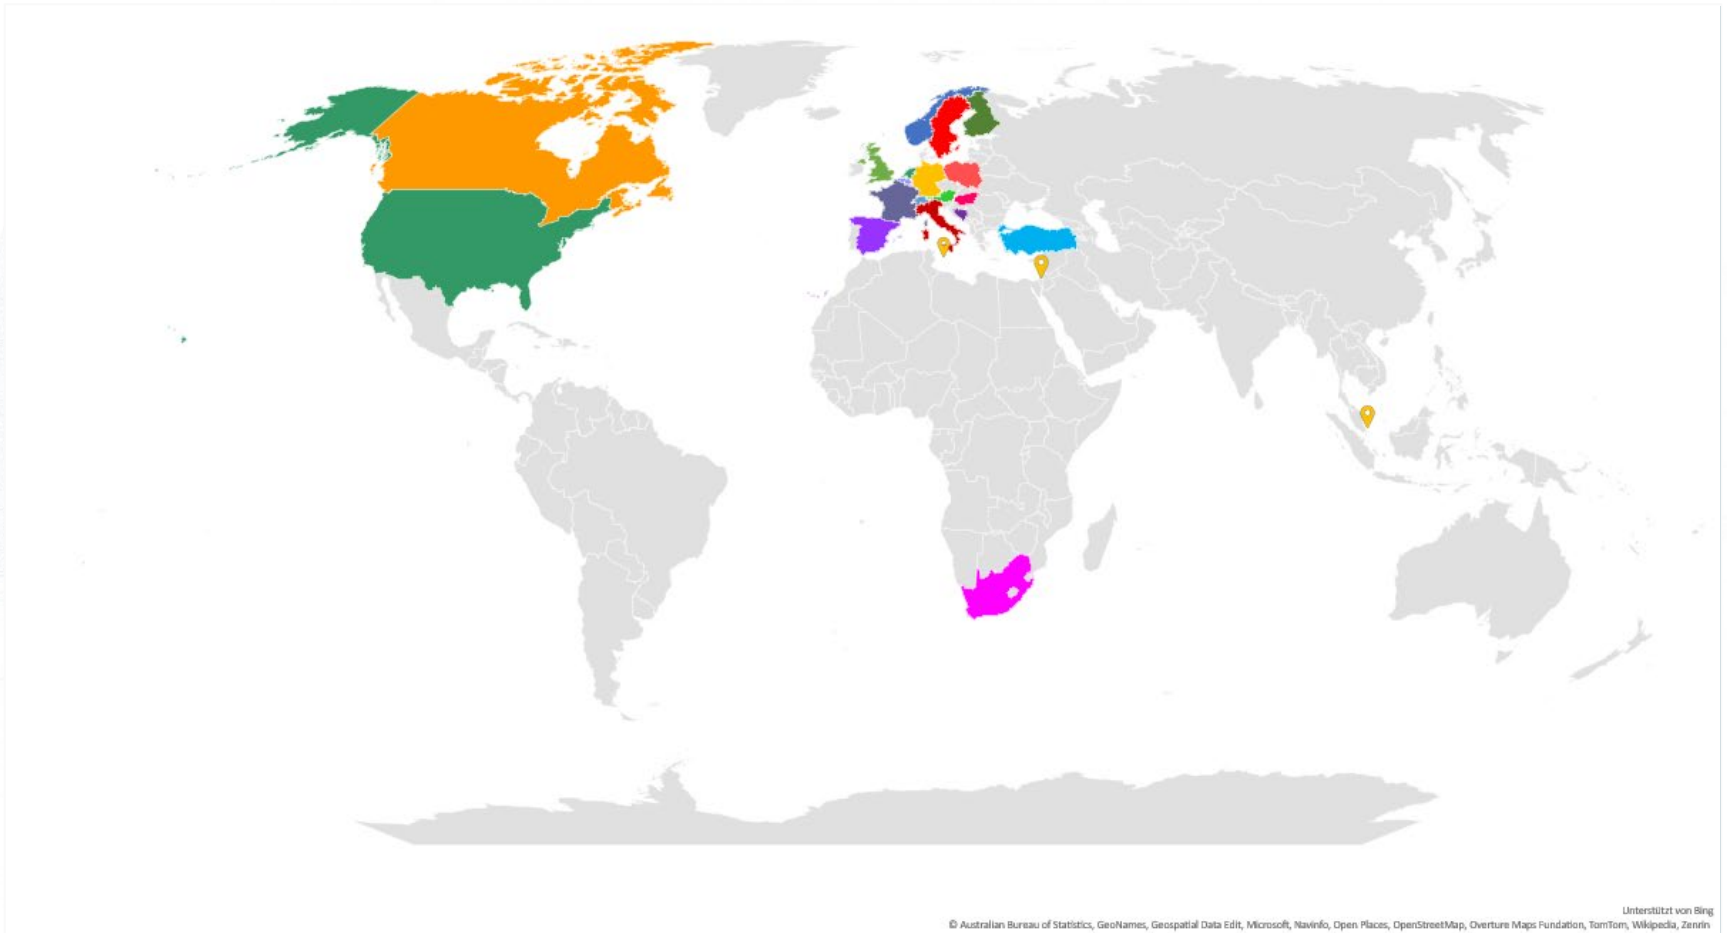 Unterstützt von Bing
© Australian Bureau of Statistics, GeoNames, Geospatial Data Edit, Microsoft, Navinfo, Open Places, OpenStreetMap, Overture Maps Fundation, TomTom, Wikipedia, Zenrin